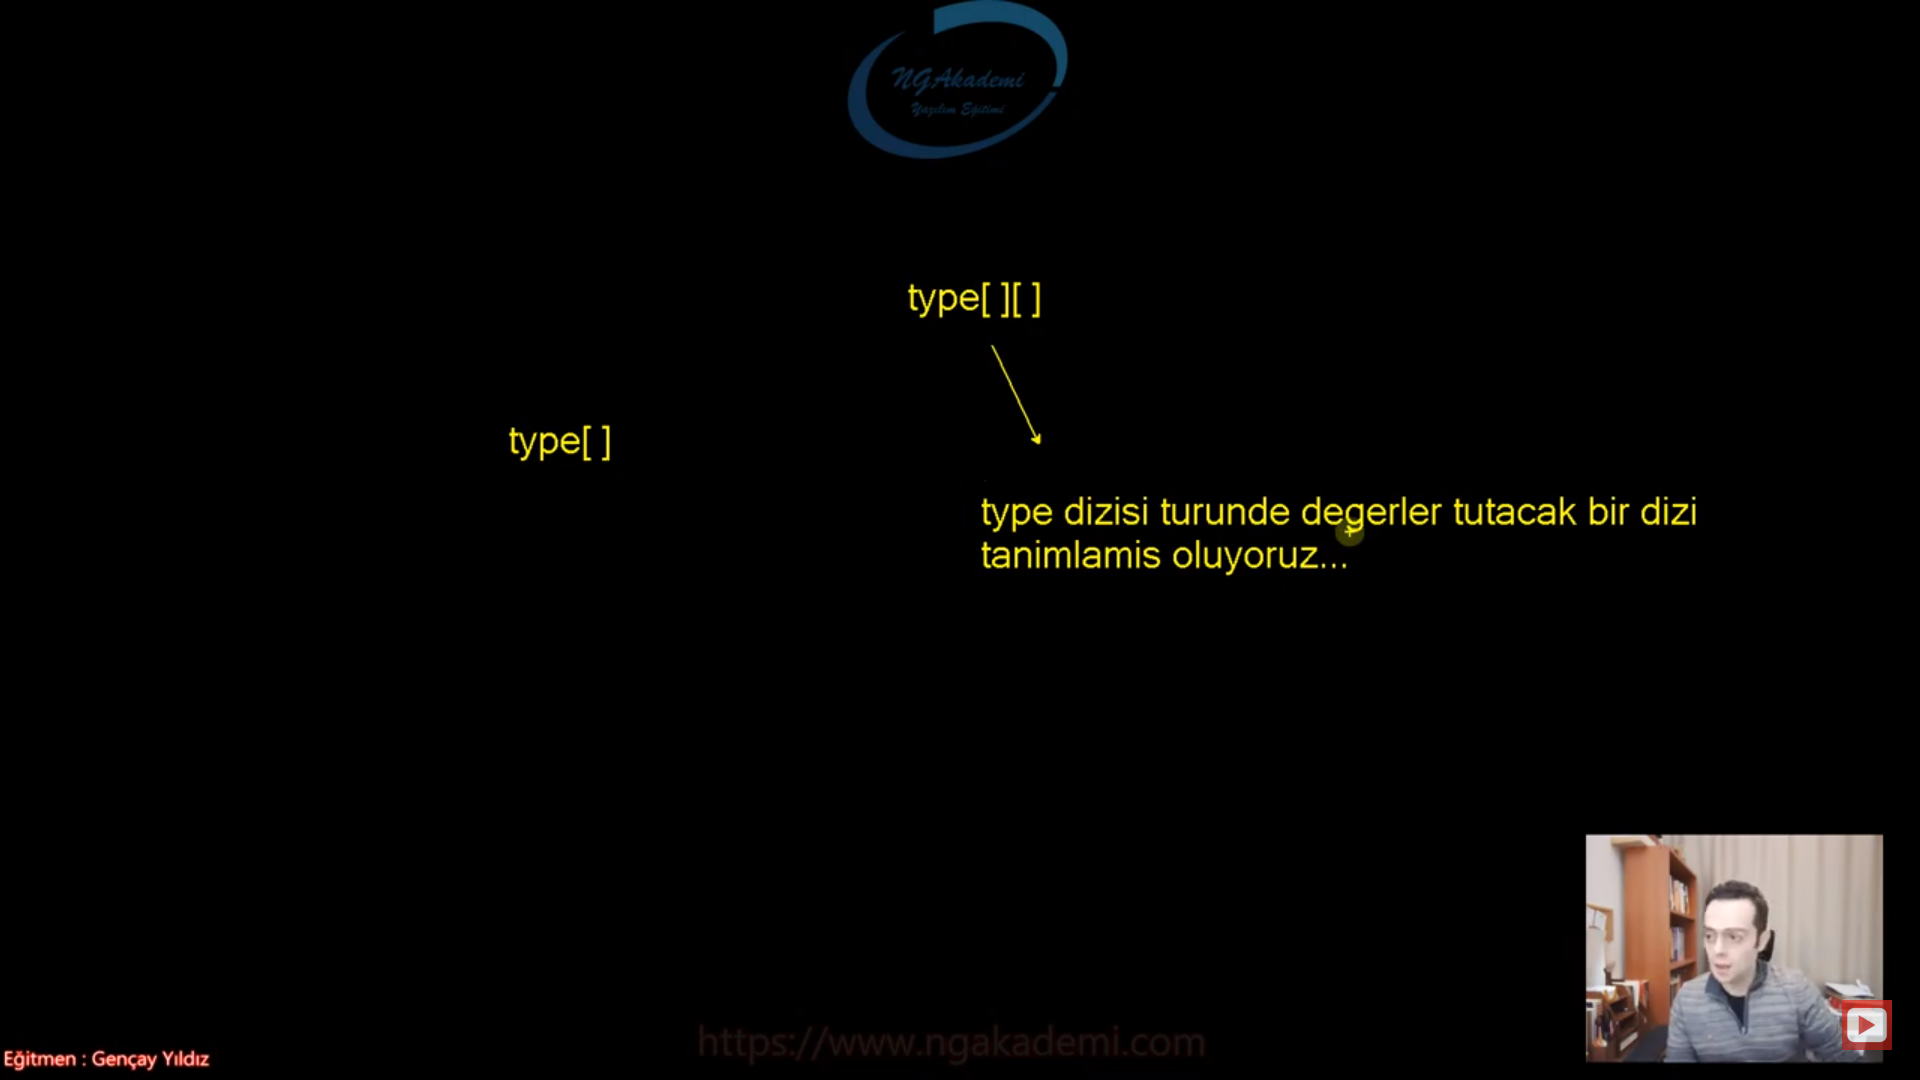 NGAkademi
Yazılım Eğitimi
type[ ][ ]
type[ ]
type dizisi turunde degerler tutacak bir dizi
tanimlamis oluyoruz...
https://www.ngakademi.com
Eğitmen : Gençay Yıldız